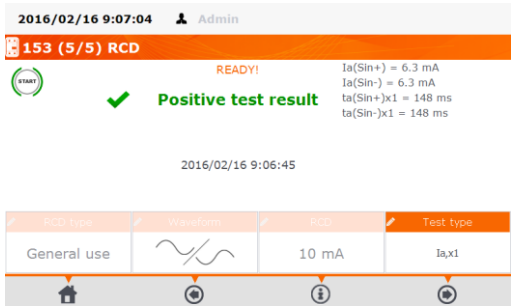 2016/02/16 9:07:04 Admin
153 (5/5) RCD
START
READY!
Positive test result
2016/02/16 9:06:45
Ia(Sin+) = 6.3 mA
Ia(Sin-) = 6.3 mA
ta(Sin+)x1 = 148 ms
ta(Sin-)x1 = 148 ms
RCD type Waveform RCD Test type
General use 10 mA Ia,x1